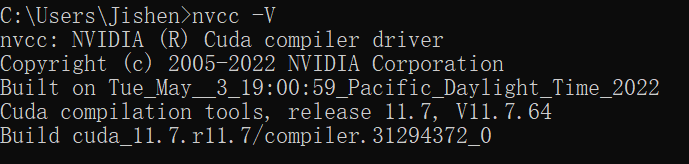 C:\Users\Jishen>nvcc -V
nvcc: NVIDIA (R) Cuda compiler driver
Copyright (c) 2005-2022 NVIDIA Corporation
Built on Tue_May__3_19:00:59_Pacific_Daylight_Time_2022
Cuda compilation tools, release 11.7, V11.7.64
Build cuda_11.7.r11.7/compiler.31294372_0